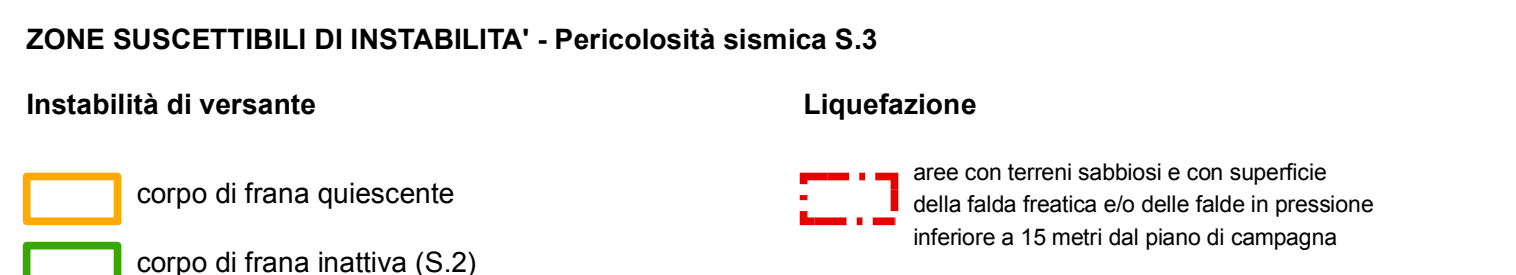 ZONE SUSCETTIBILI DI INSTABILITA' - Pericolosità sismica S.3
Instabilità di versante
corpo di frana quiescente
corpo di frana inattiva (S.2)
Liquefazione
aree con terreni sabbiosi e con superficie
della falda freatica e/o delle falde in pressione
inferiore a 15 metri dal piano di campagna